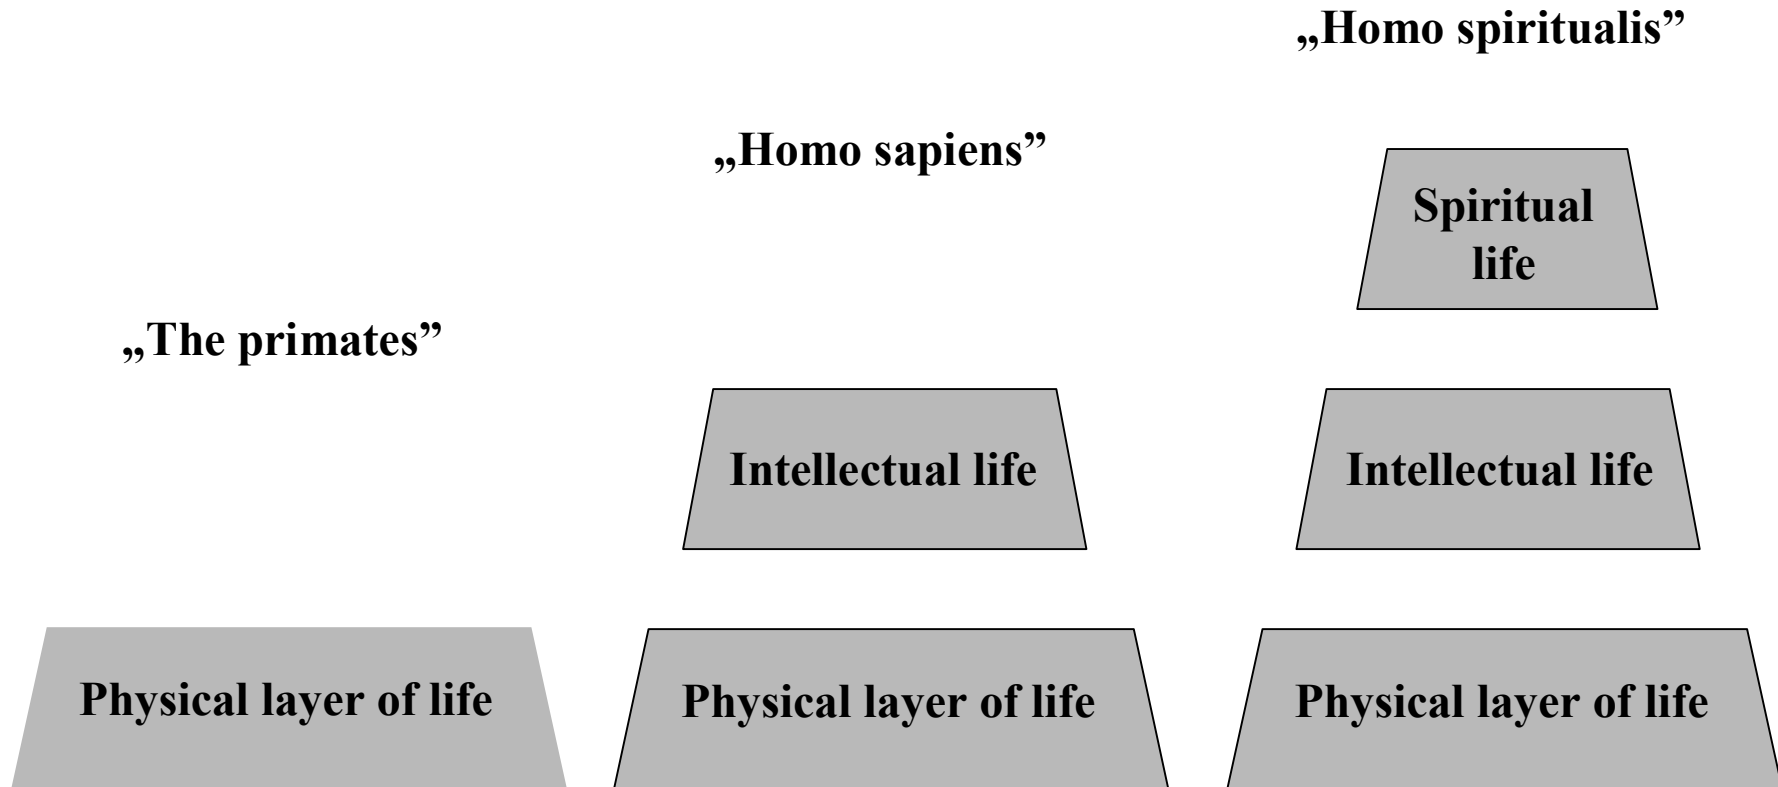 „Homo spiritualis”
„Homo sapiens”
Spiritual
life
„The primates”
Intellectual life
Intellectual life
Physical layer of life
Physical layer of life
Physical layer of life